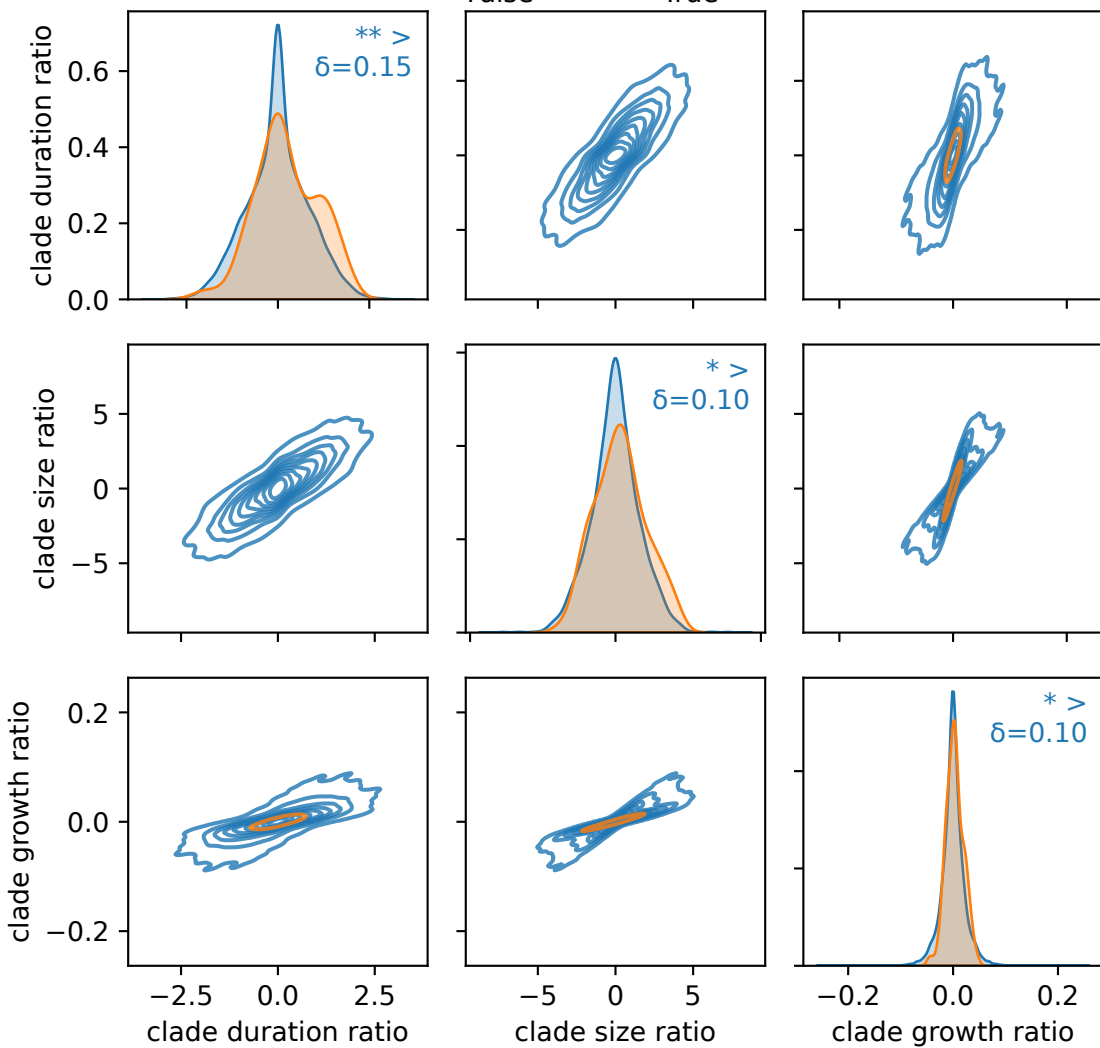 clade duration ratio
0.6
0.4
0.2
0.0
** >
δ=0.15
clade size ratio
5
0
−5
* >
δ=0.10
clade growth ratio
0.2
0.0
−0.2
* >
δ=0.10
−2.5 0.0 2.5
−5 0 5
−0.2 0.0 0.2
clade duration ratio
clade size ratio
clade growth ratio